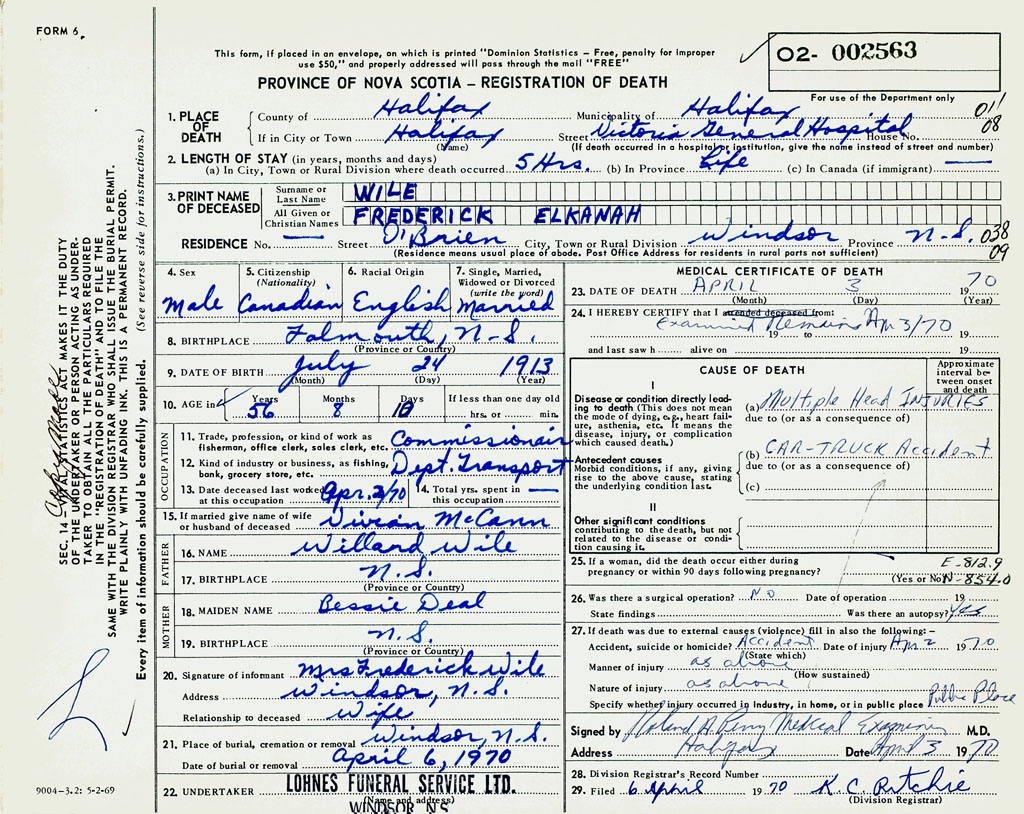 FORM 6.
This form, if placed in an envelope, on which is printed "Dominion Statistics – Free, penalty for improper
use $50," and properly addressed will pass through the mail "FREE"
02- 002563
PROVINCE OF NOVA SCOTIA – REGISTRATION OF DEATH
For use of the Department only
1. PLACE OF DEATH County of Halifax Municipality of Halifax 011
If in City or Town Halifax Street Victoria General Hospital House No. 08
(Name) (If death occurred in a hospital or institution, give the name instead of street and number)
2. LENGTH OF STAY (in years, months and days)
(a) In City, Town or Rural Division where death occurred 5 Hrs. (b) In Province Life (c) In Canada (if immigrant) —
3. PRINT NAME OF DECEASED Surname or Last Name WILE
All Given or Christian Names FREDERICK ELKANAH
RESIDENCE No. — Street O'Brien City, Town or Rural Division Windsor Province N-S. 038
(Residence means usual place of abode. Post Office Address for residents in rural parts not sufficient) 09
4. Sex Male
5. Citizenship (Nationality) Canadian
6. Racial Origin English
7. Single, Married, Widowed or Divorced (write the word) Married
8. BIRTHPLACE Falmouth, N-S.
(Province or Country)
9. DATE OF BIRTH July 24 1913
(Month) (Day) (Year)
10. AGE in Years 56 Months 8 Days 10 If less than one day old
hrs. or min.
OCCUPATION
11. Trade, profession, or kind of work as
fisherman, office clerk, sales clerk, etc. Commissionair
12. Kind of industry or business, as fishing,
bank, grocery store, etc. Dept. Transport
13. Date deceased last worked at this occupation Apr. 2/70 14. Total yrs. spent in this occupation —
15. If married give name of wife
or husband of deceased Vivian McCann
FATHER
16. NAME Willard Wile
17. BIRTHPLACE N.S.
(Province or Country)
MOTHER
18. MAIDEN NAME Bessie Deal
19. BIRTHPLACE N.S.
(Province or Country)
20. Signature of informant Mrs Frederick Wile
Address Windsor, N.S.
Relationship to deceased Wife
21. Place of burial, cremation or removal Windsor, N.S.
Date of burial or removal April 6, 1970
22. UNDERTAKER LOHNES FUNERAL SERVICE LTD.
(Name and address)
WINDSOR, N.S.
MEDICAL CERTIFICATE OF DEATH
23. DATE OF DEATH APRIL 3 1970
(Month) (Day) (Year)
24. I HEREBY CERTIFY that I attended deceased from:
Examined Remains Apr 3/70 19 to 19
and last saw h alive on 19
CAUSE OF DEATH
Approximate interval between onset and death
I
Disease or condition directly leading to death (This does not mean the mode of dying, e.g., heart failure, asthenia, etc. It means the disease, injury, or complication which caused death.)
(a) Multiple Head INJURIES
due to (or as a consequence of)
Antecedent causes
Morbid conditions, if any, giving rise to the above cause, stating the underlying condition last.
(b) CAR-TRUCK Accident
due to (or as a consequence of)
(c)
II
Other significant conditions
contributing to the death, but not related to the disease or condition causing it.
25. If a woman, did the death occur either during
pregnancy or within 90 days following pregnancy? (Yes or No) E-812.9
N-854.0
26. Was there a surgical operation? NO Date of operation 19
State findings Was there an autopsy? Yes
27. If death was due to external causes (violence) fill in also the following: –
Accident, suicide or homicide? Accident Date of injury Apr 2 1970
(State which)
Manner of injury as above
(How sustained)
Nature of injury as above
Specify whether injury occurred in industry, in home, or in public place Public Place
Signed by Roland A Perry Medical Examiner M.D.
Address Halifax Date April 3 1970
28. Division Registrar's Record Number
29. Filed 6 April 1970 K. C. Ritchie
(Division Registrar)
SEC. 14 – VITAL STATISTICS ACT MAKES IT THE DUTY
OF THE UNDERTAKER OR PERSON ACTING AS UNDER-
TAKER TO OBTAIN ALL THE PARTICULARS REQUIRED
IN THE "REGISTRATION OF DEATH" AND TO FILE THE
SAME WITH THE DIVISION REGISTRAR WHO SHALL ISSUE THE BURIAL PERMIT.
WRITE PLAINLY WITH UNFADING INK. THIS IS A PERMANENT RECORD.
Every item of information should be carefully supplied. (See reverse side for instructions.)
9004-3.2: 5-2-69